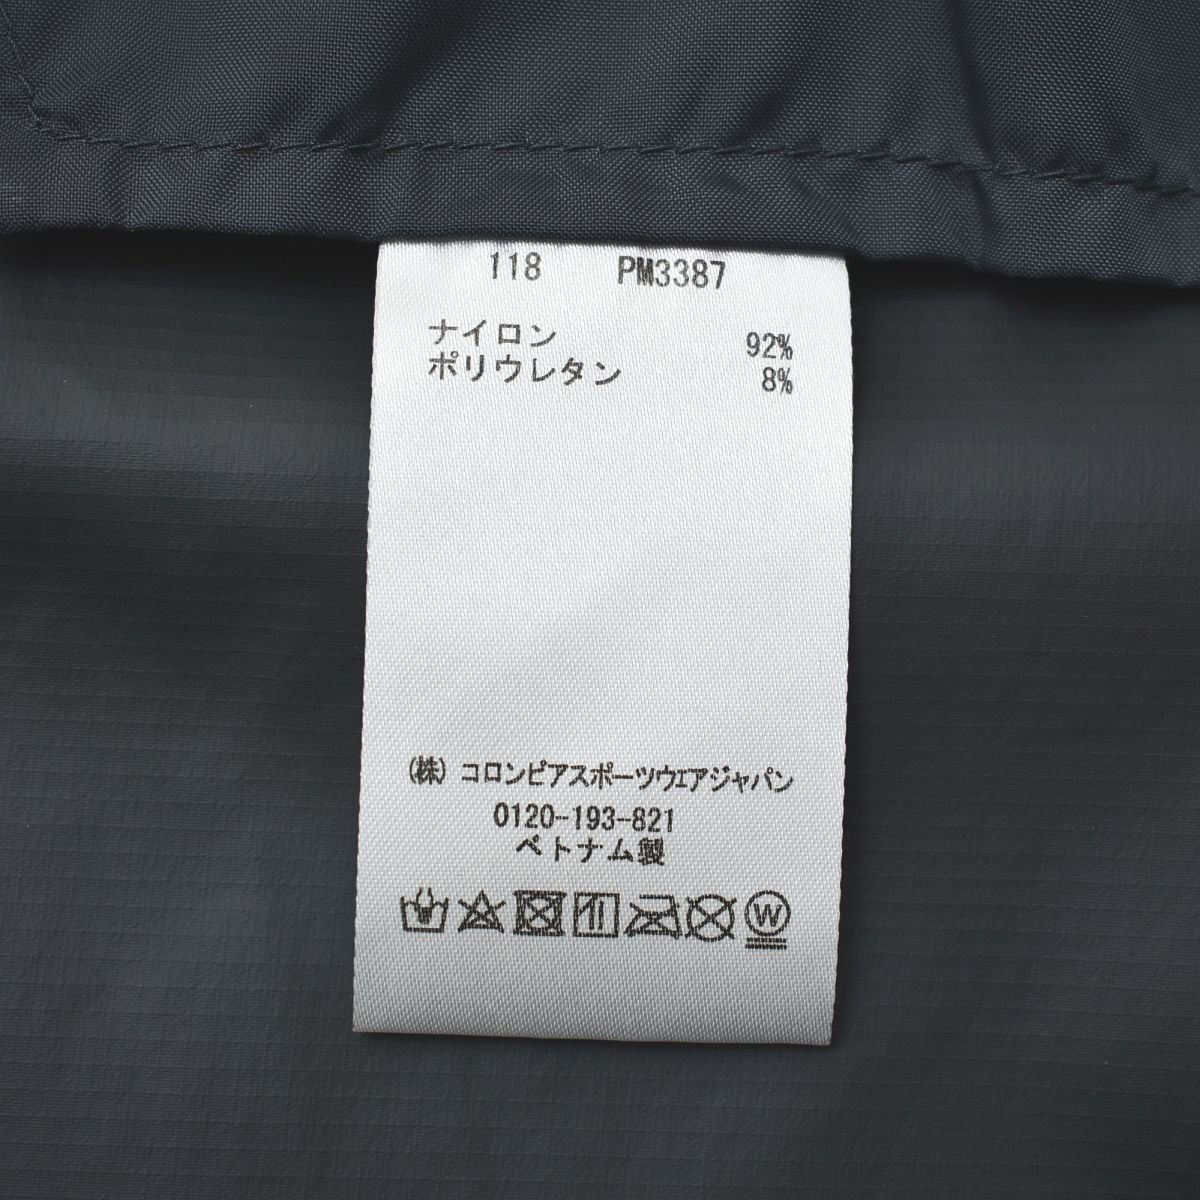 118 PM3387
ナイロン 92%
ポリウレタン 8%
(株)コロンビアスポーツウェアジャパン
0120-193-821
ベトナム製
W